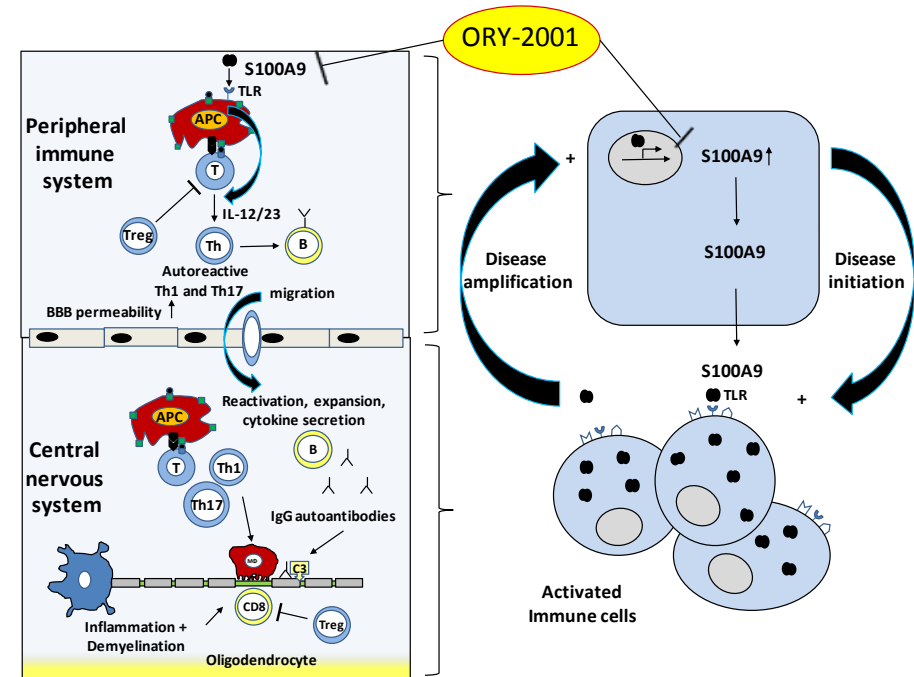 ORY-2001
S100A9
TLR
APC
Peripheral
immune
system
T
IL-12/23
Treg
Th
B
Autoreactive
Th1 and Th17
BBB permeability
migration
Reactivation, expansion,
cytokine secretion
APC
B
Central
nervous
system
T
Th1
Th17
IgG autoantibodies
MD
C3
CD8
Treg
Inflammation +
Demyelination
Oligodendrocyte
+
S100A9
S100A9
Disease
amplification
Disease
initiation
S100A9
TLR
+
Activated
Immune cells